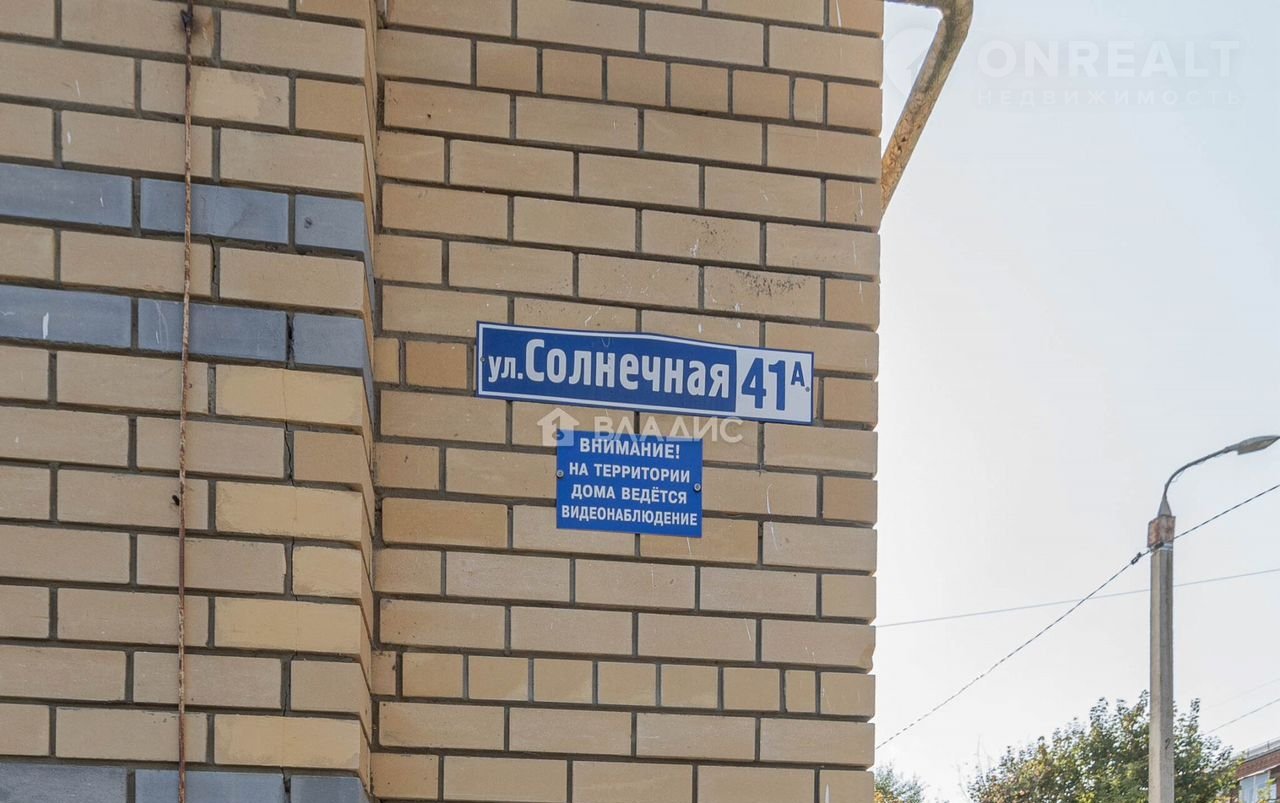 ONREALT
НЕДВИЖИМОСТЬ
ул.Солнечная 41А
ВЛАДИС
ВНИМАНИЕ!
НА ТЕРРИТОРИИ
ДОМА ВЕДЁТСЯ
ВИДЕОНАБЛЮДЕНИЕ